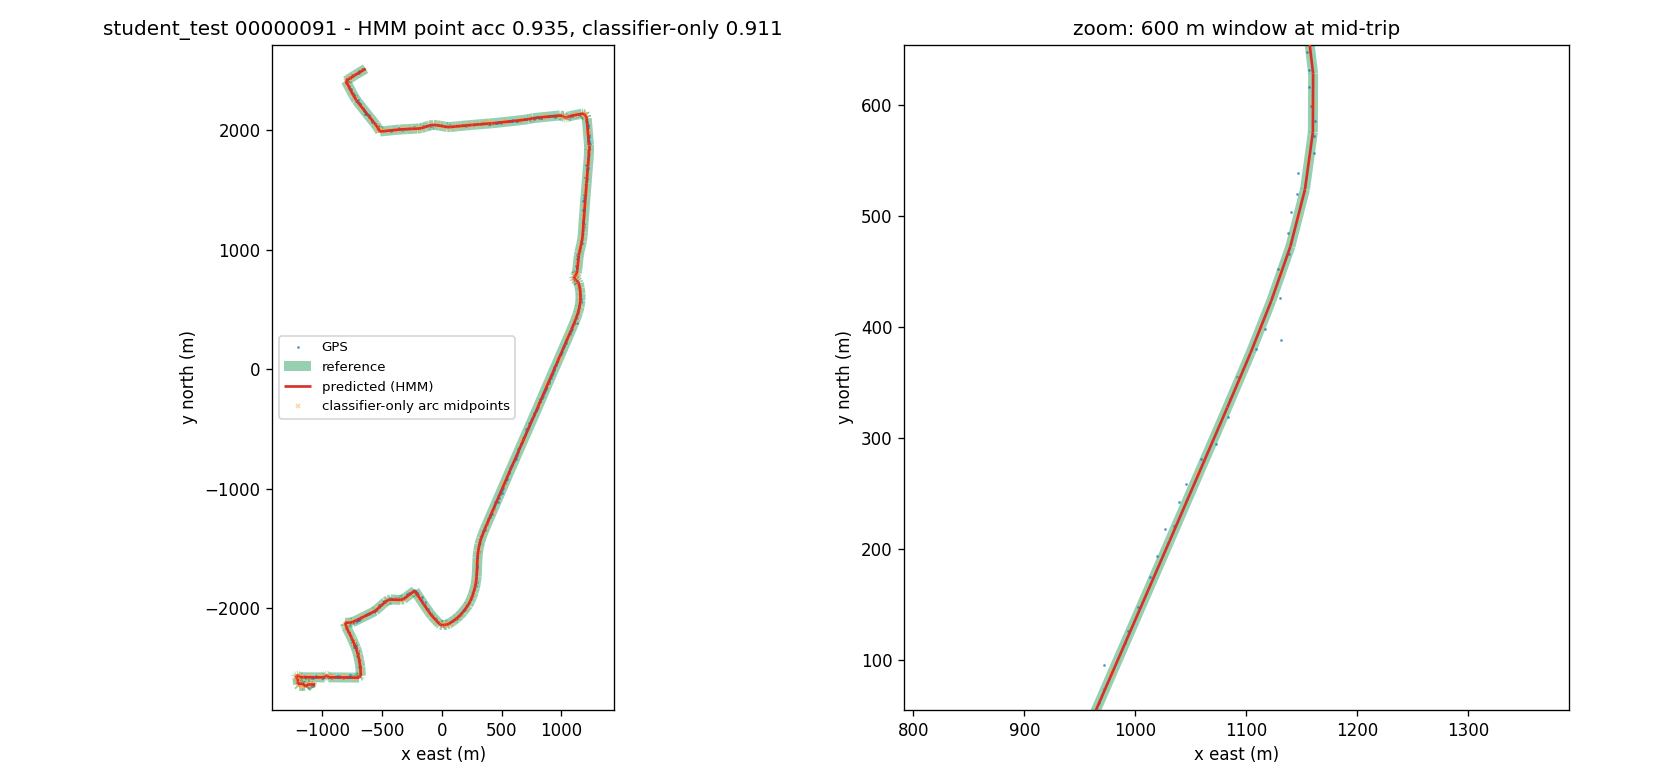 student_test 00000091 - HMM point acc 0.935, classifier-only 0.911
2000
1000
0
−1000
−2000
y north (m)
GPS
reference
predicted (HMM)
classifier-only arc midpoints
−1000 −500 0 500 1000
x east (m)
zoom: 600 m window at mid-trip
600
500
400
300
200
100
y north (m)
800 900 1000 1100 1200 1300
x east (m)